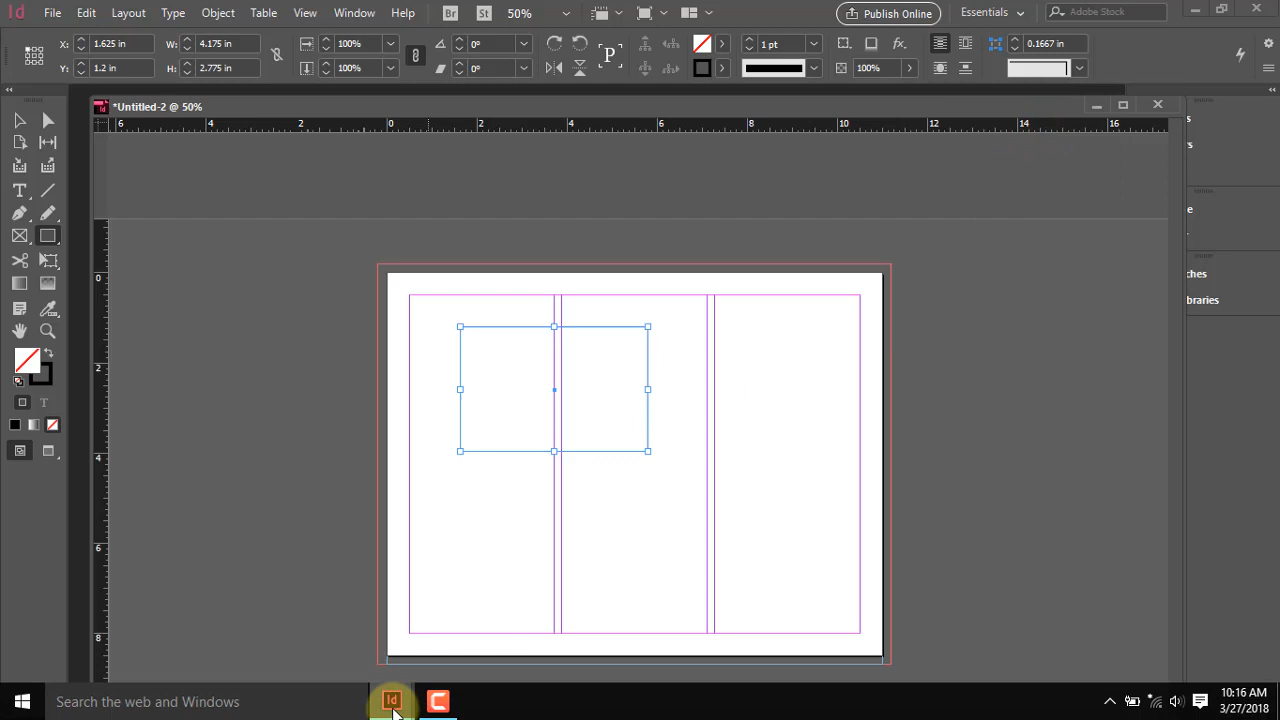 Id File Edit Layout Type Object Table View Window Help Br St 50% Publish Online Essentials Adobe Stock
X: 1.625 in W: 4.175 in 100% 0° 1 pt fx. 0.1667 in
Y: 1.2 in H: 2.775 in 100% 0° P 100%
*Untitled-2 @ 50%
6 4 2 0 2 4 6 8 10 12 14 16
s
rs
e
ches
braries
0
2
4
6
8
T
T
Search the web and Windows
Id
C
10:16 AM
3/27/2018